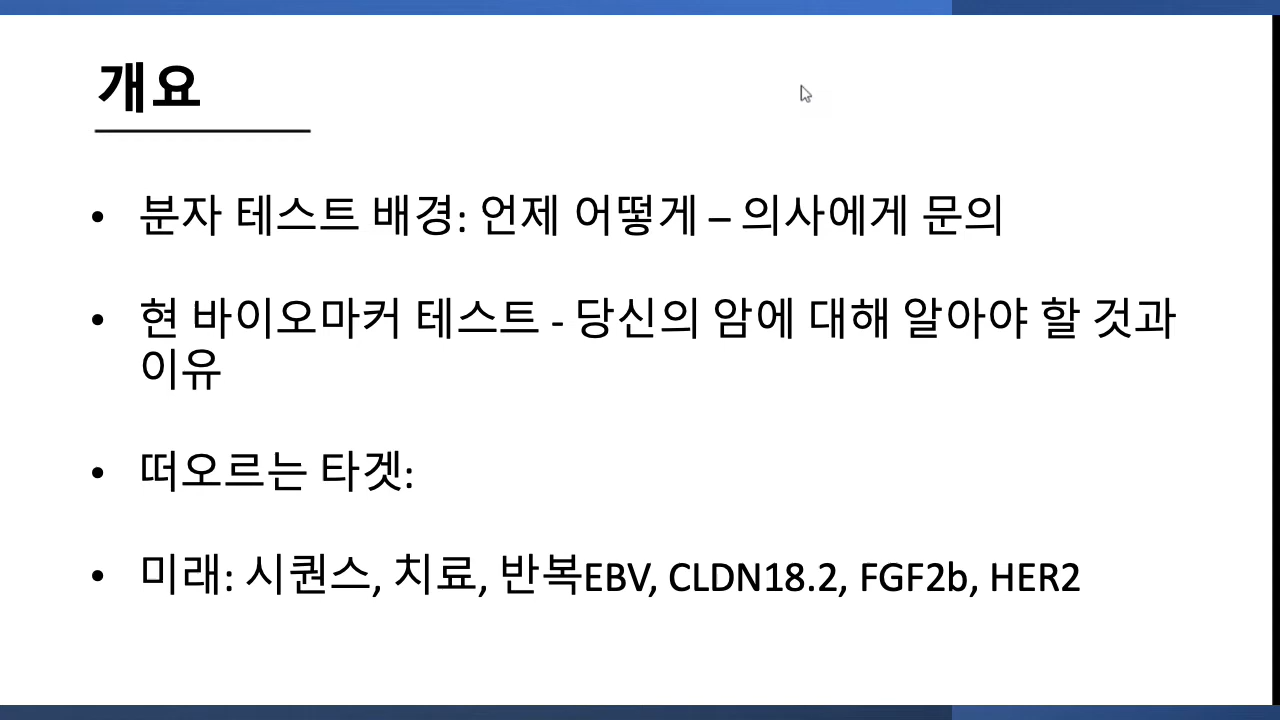 개요
• 분자 테스트 배경: 언제 어떻게 – 의사에게 문의
• 현 바이오마커 테스트 - 당신의 암에 대해 알아야 할 것과
이유
• 떠오르는 타겟:
• 미래: 시퀀스, 치료, 반복EBV, CLDN18.2, FGF2b, HER2